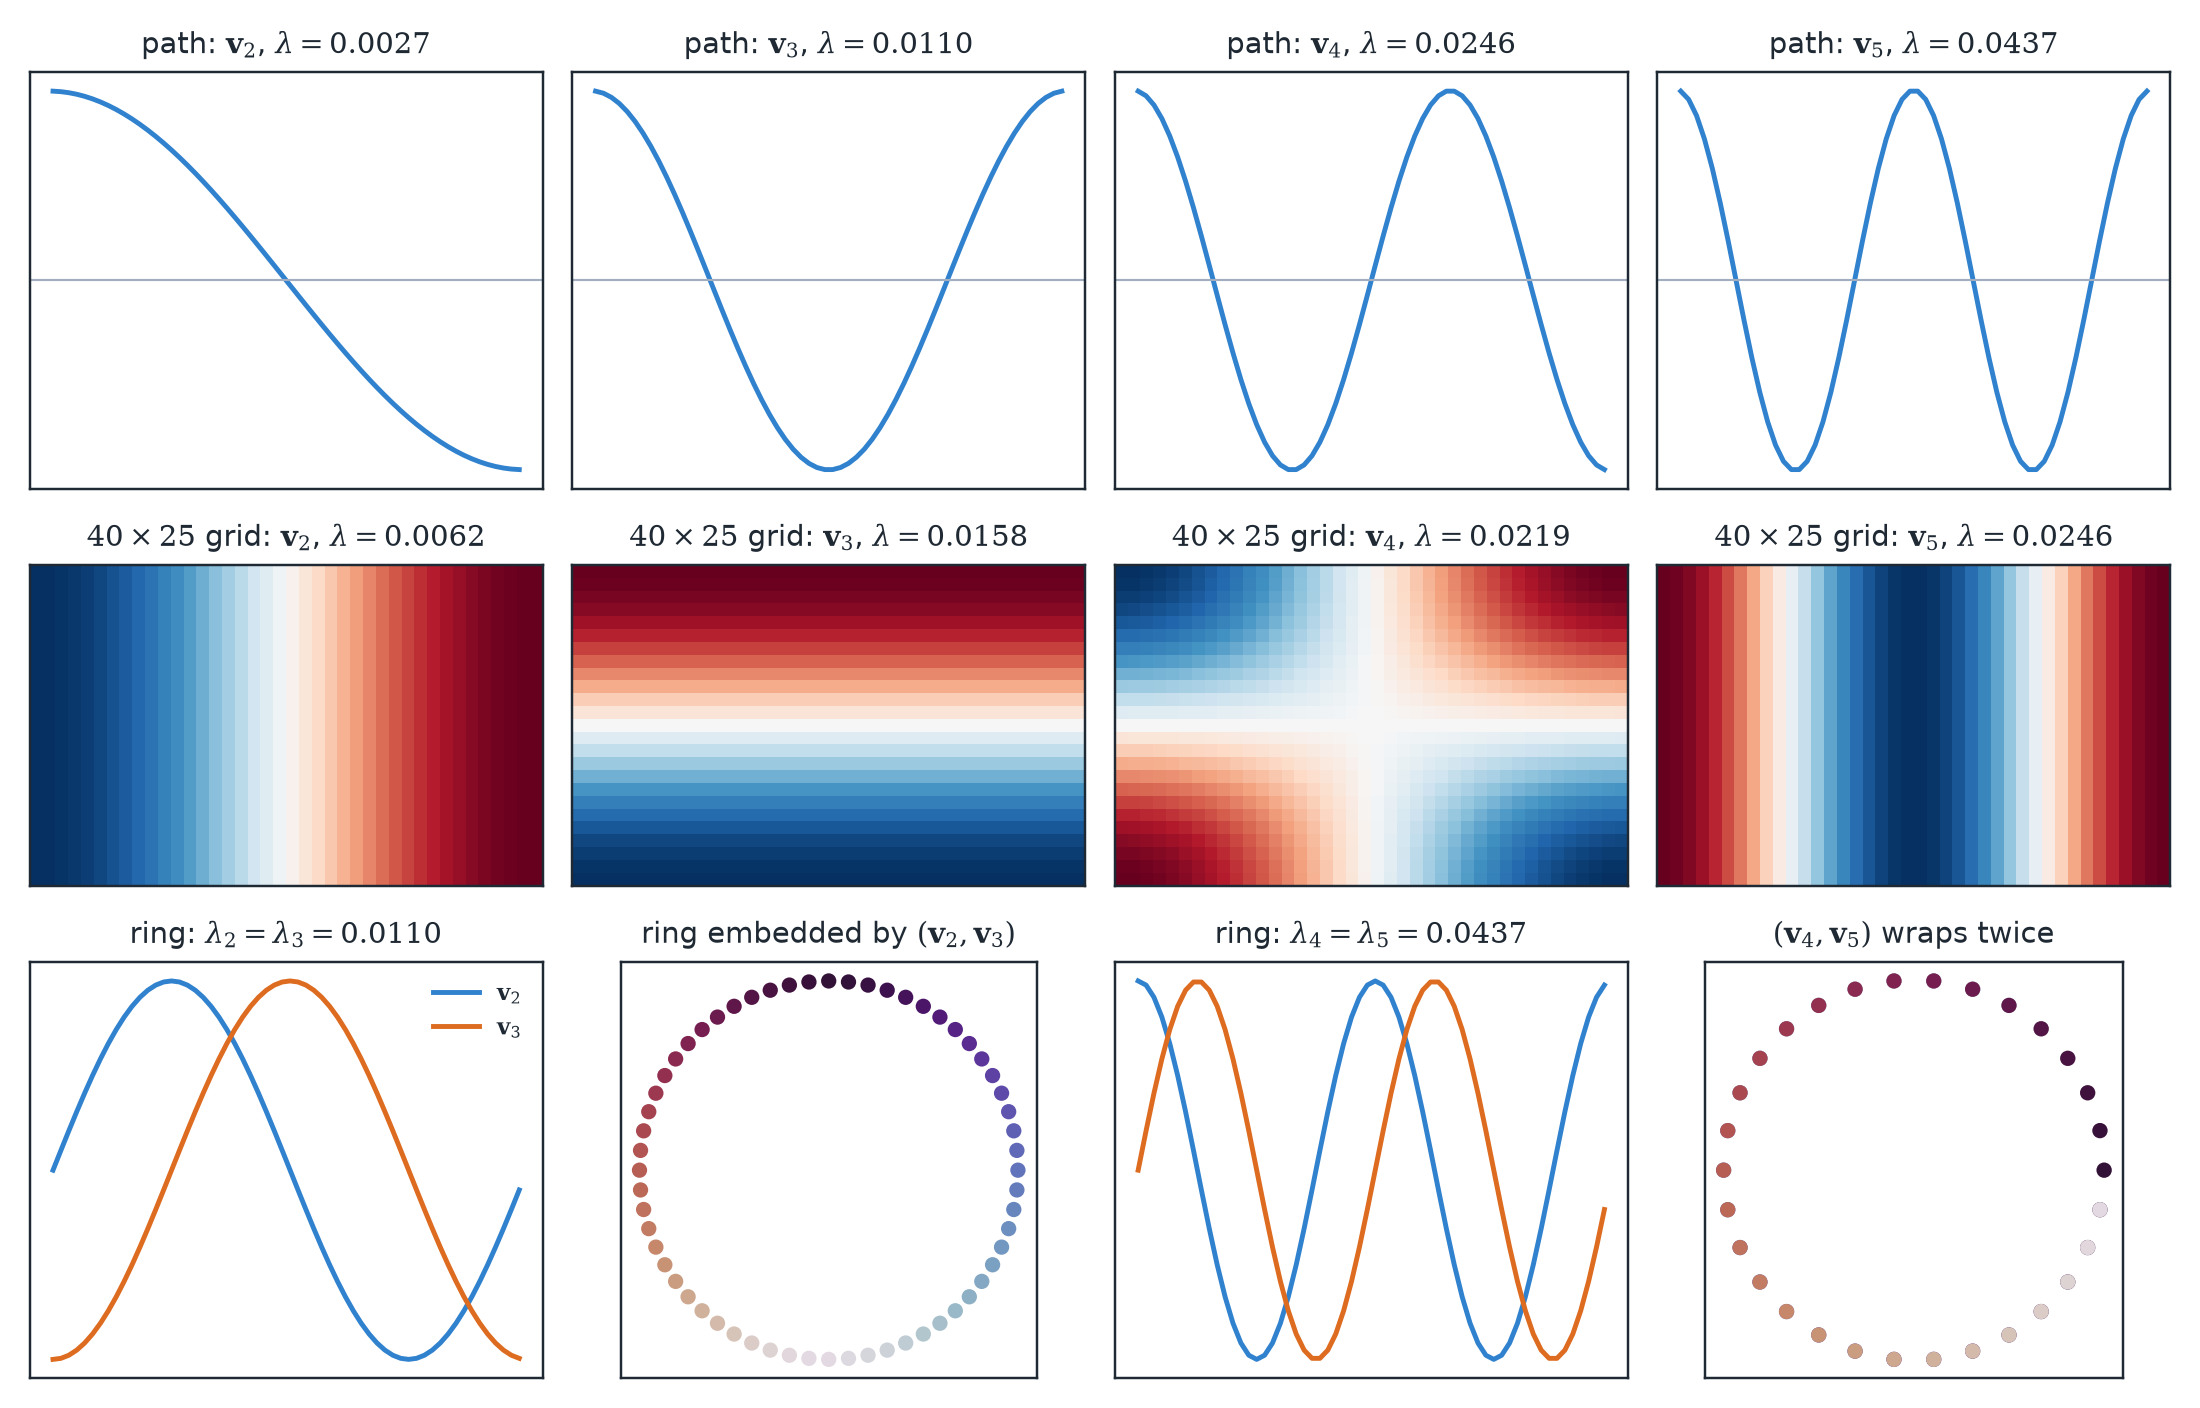 path: v₂, λ = 0.0027
path: v₃, λ = 0.0110
path: v₄, λ = 0.0246
path: v₅, λ = 0.0437
40 × 25 grid: v₂, λ = 0.0062
40 × 25 grid: v₃, λ = 0.0158
40 × 25 grid: v₄, λ = 0.0219
40 × 25 grid: v₅, λ = 0.0246
ring: λ₂ = λ₃ = 0.0110
v₂
v₃
ring embedded by (v₂, v₃)
ring: λ₄ = λ₅ = 0.0437
(v₄, v₅) wraps twice